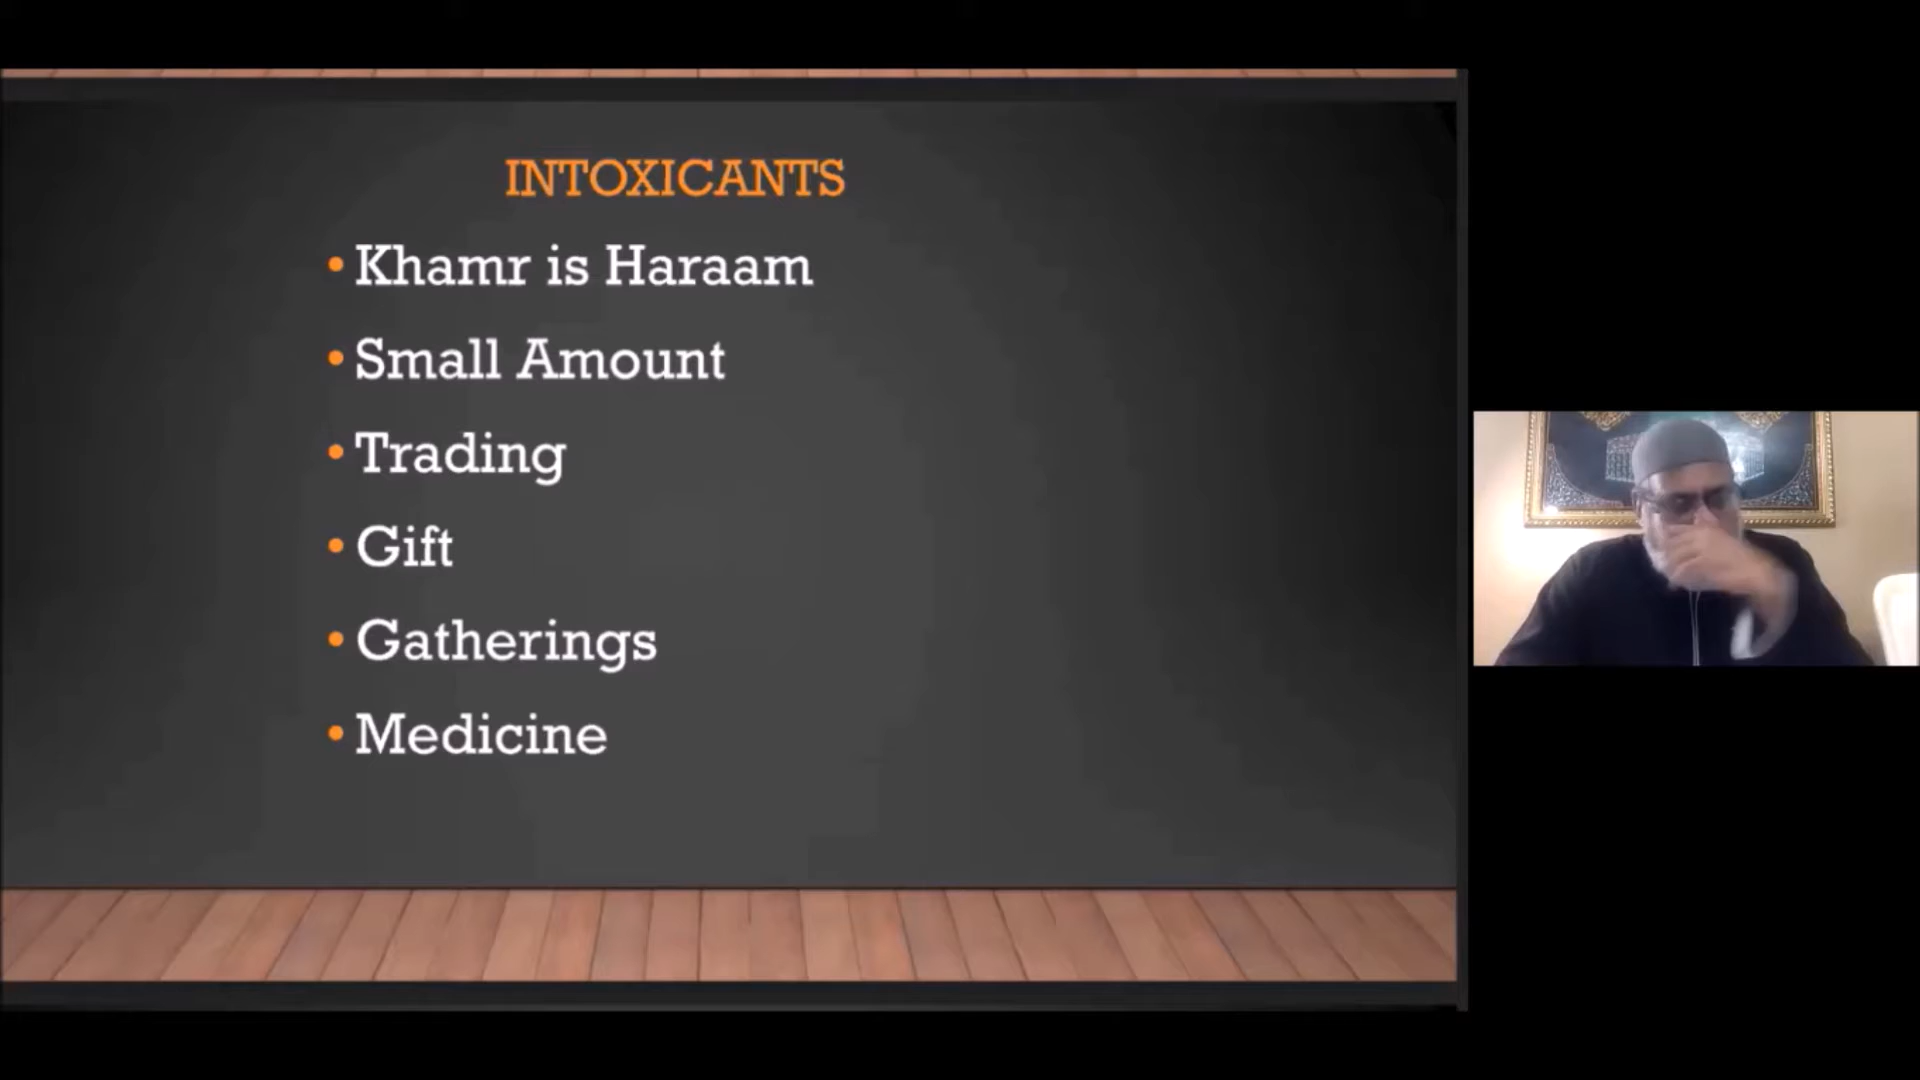 INTOXICANTS
• Khamr is Haraam
• Small Amount
• Trading
• Gift
• Gatherings
• Medicine